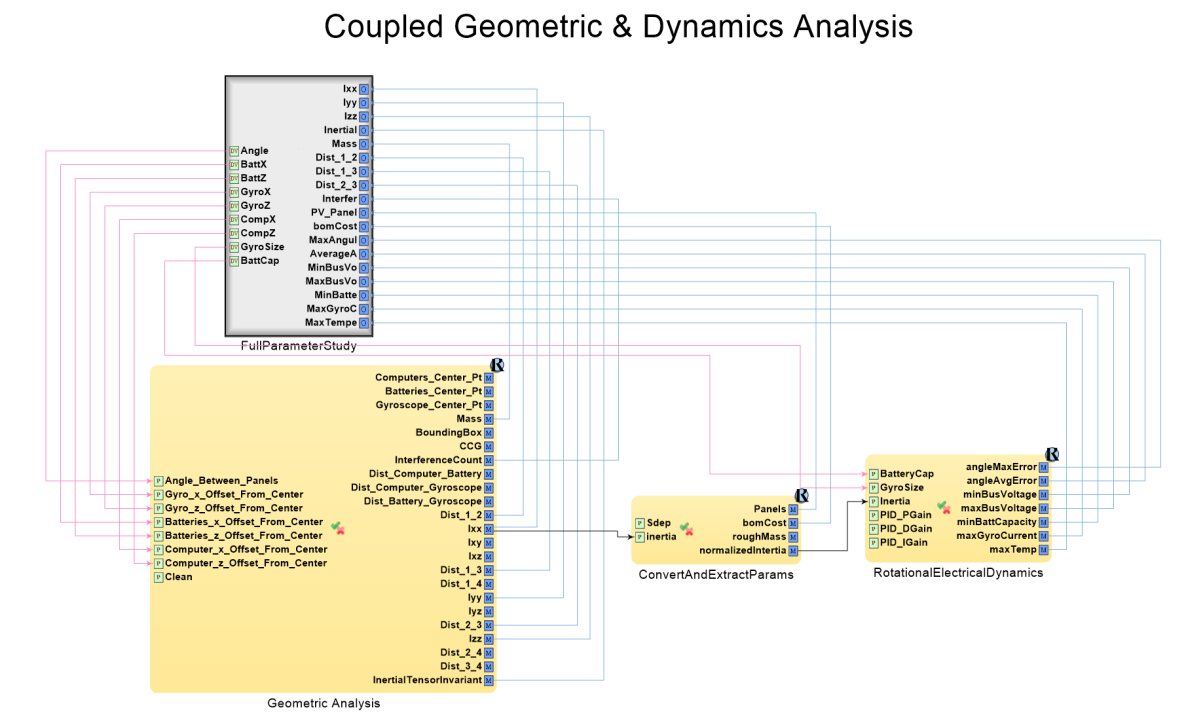 Coupled Geometric & Dynamics Analysis
Ixx
Iyy
Izz
Inertial
Mass
Dist_1_2
Dist_1_3
Dist_2_3
Interfer
PV_Panel
bomCost
MaxAngul
AverageA
MinBusVo
MaxBusVo
MinBatte
MaxGyroC
MaxTempe
Angle
BattX
BattZ
GyroX
GyroZ
CompX
CompZ
GyroSize
BattCap
FullParameterStudy
Computers_Center_Pt
Batteries_Center_Pt
Gyroscope_Center_Pt
Mass
BoundingBox
CCG
InterferenceCount
Dist_Computer_Battery
Dist_Computer_Gyroscope
Dist_Battery_Gyroscope
Dist_1_2
Ixx
Ixy
Ixz
Dist_1_3
Dist_1_4
Iyy
Iyz
Dist_2_3
Izz
Dist_2_4
Dist_3_4
InertialTensorInvariant
Angle_Between_Panels
Gyro_x_Offset_From_Center
Gyro_z_Offset_From_Center
Batteries_x_Offset_From_Center
Batteries_z_Offset_From_Center
Computer_x_Offset_From_Center
Computer_z_Offset_From_Center
Clean
Geometric Analysis
Sdep
inertia
Panels
bomCost
roughMass
normalizedIntertia
ConvertAndExtractParams
BatteryCap
GyroSize
Inertia
PID_PGain
PID_DGain
PID_IGain
angleMaxError
angleAvgError
minBusVoltage
maxBusVoltage
minBattCapacity
maxGyroCurrent
maxTemp
RotationalElectricalDynamics